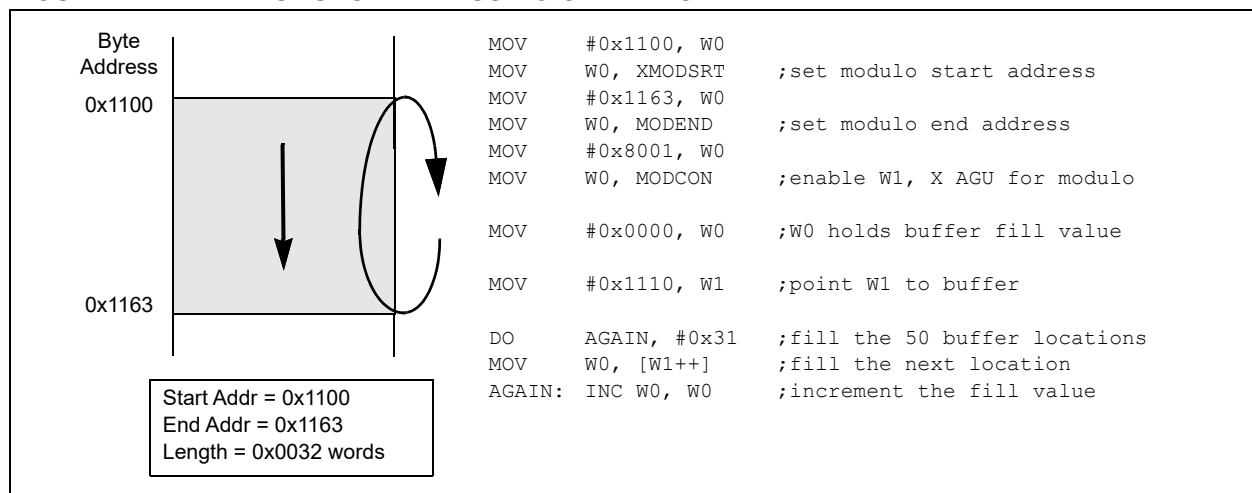 Byte
Address
0x1100
0x1163
Start Addr = 0x1100
End Addr = 0x1163
Length = 0x0032 words
MOV #0x1100, W0
MOV W0, XMODSRT ;set modulo start address
MOV #0x1163, W0
MOV W0, MODEND ;set modulo end address
MOV #0x8001, W0
MOV W0, MODCON ;enable W1, X AGU for modulo
MOV #0x0000, W0 ;W0 holds buffer fill value
MOV #0x1110, W1 ;point W1 to buffer
DO AGAIN, #0x31 ;fill the 50 buffer locations
MOV W0, [W1++] ;fill the next location
AGAIN: INC W0, W0 ;increment the fill value